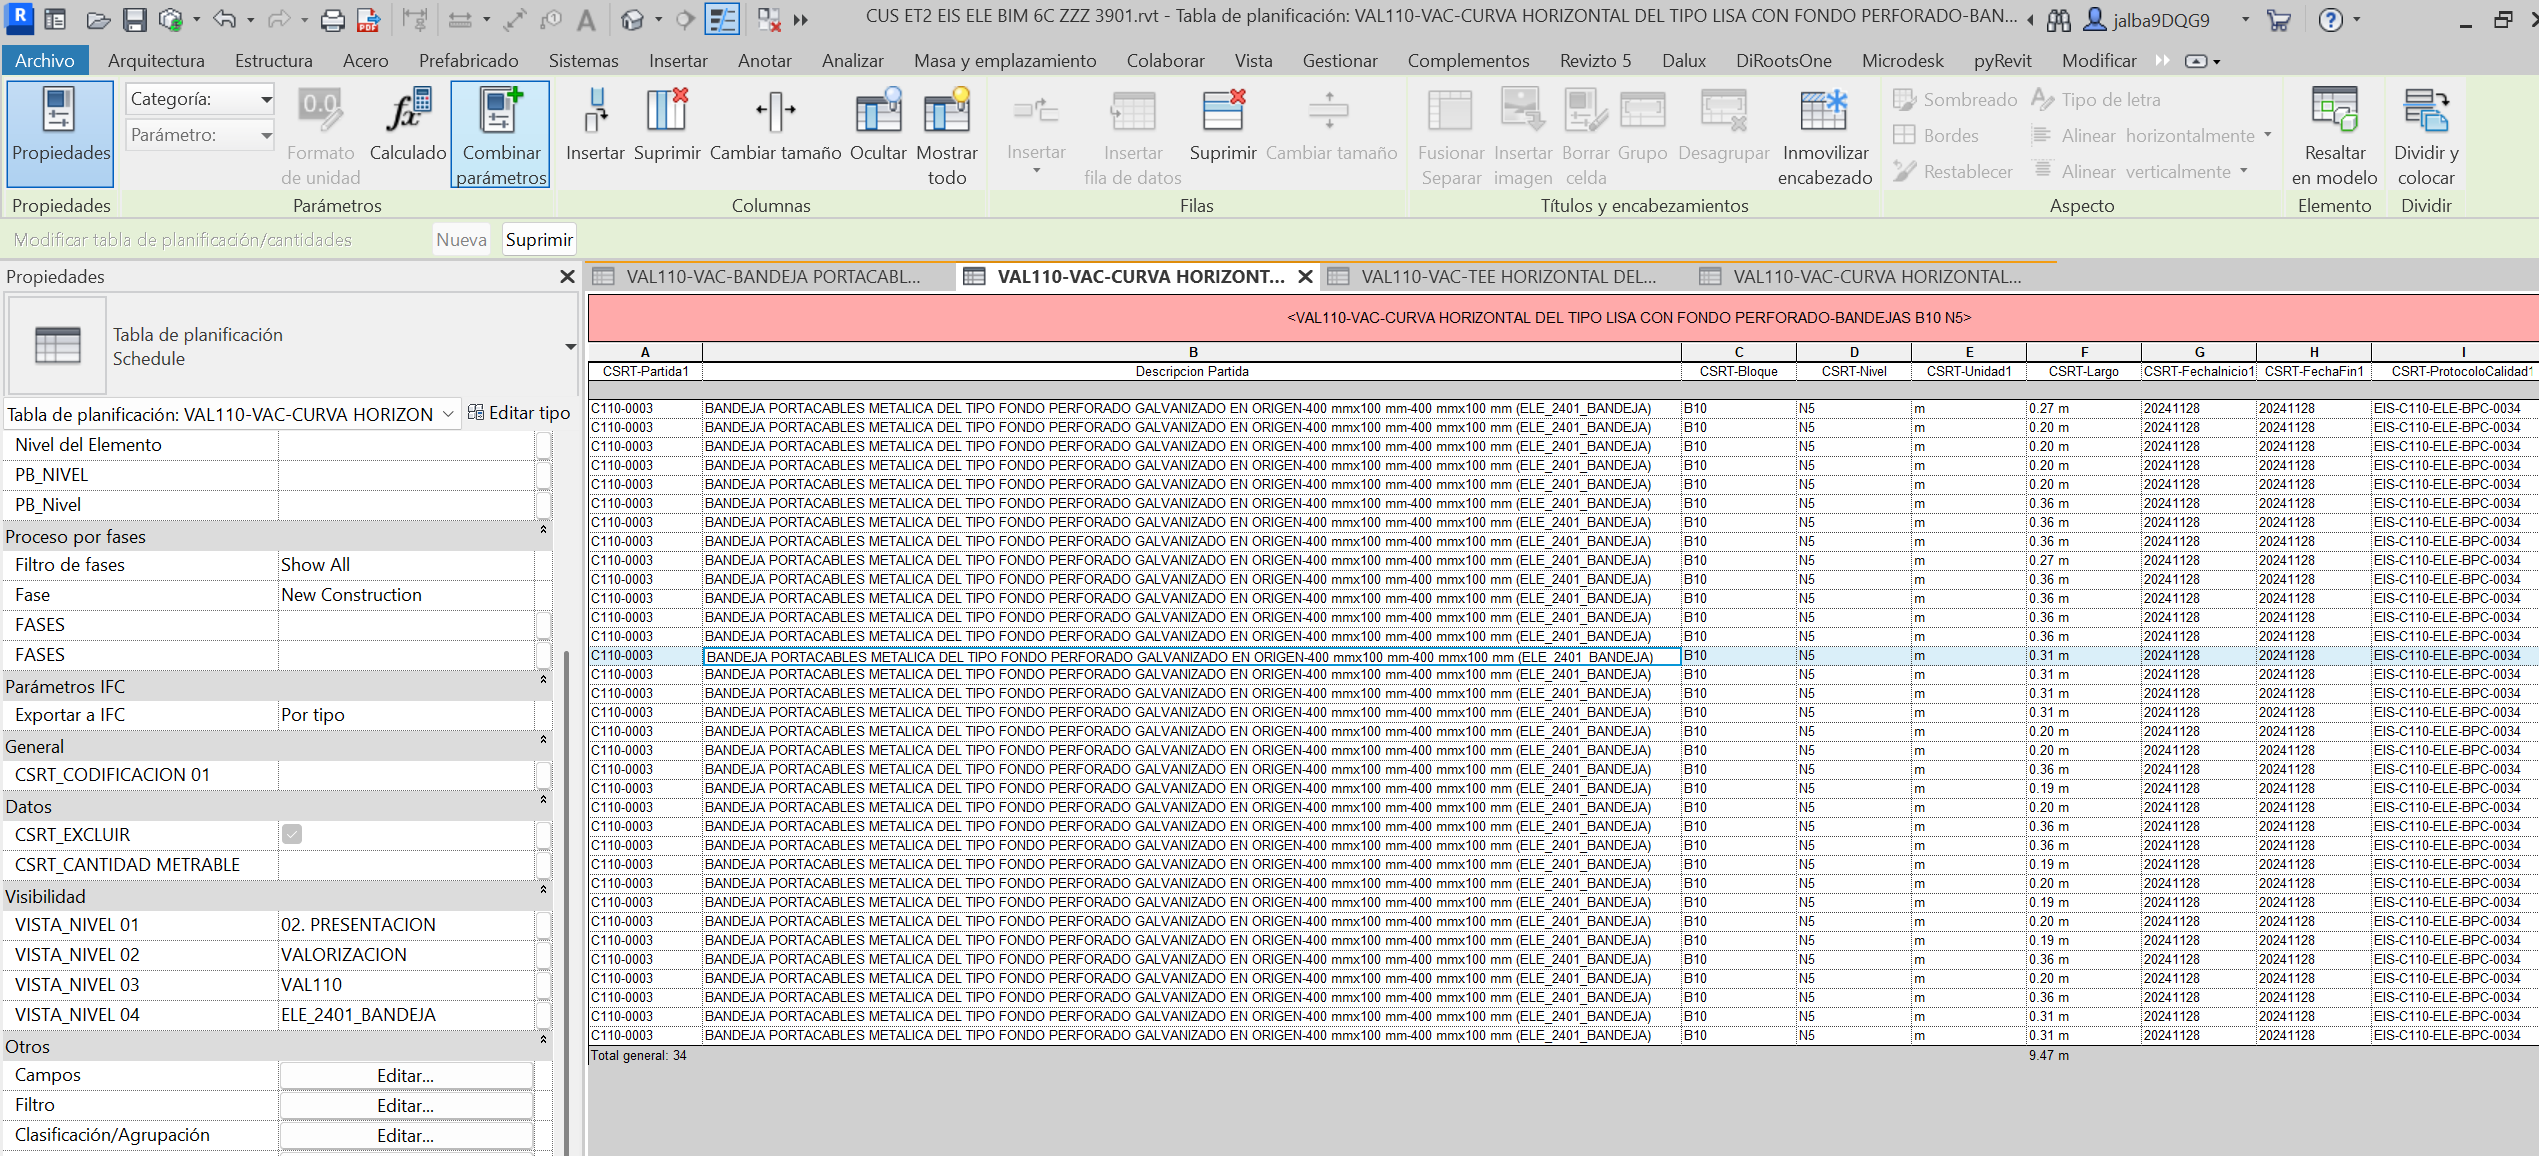 CUS ET2 EIS ELE BIM 6C ZZZ 3901.rvt - Tabla de planificación: VAL110-VAC-CURVA HORIZONTAL DEL TIPO LISA CON FONDO PERFORADO-BAN...
jalba9DQG9
Archivo Arquitectura Estructura Acero Prefabricado Sistemas Insertar Anotar Analizar Masa y emplazamiento Colaborar Vista Gestionar Complementos Revizto 5 Dalux DiRootsOne Microdesk pyRevit Modificar
Propiedades
Categoría:
Parámetro:
Formato de unidad
Calculado
Combinar parámetros
Insertar Suprimir Cambiar tamaño Ocultar Mostrar todo
Insertar
Insertar fila de datos
Suprimir Cambiar tamaño
Fusionar Separar
Insertar imagen
Borrar celda
Grupo Desagrupar
Inmovilizar encabezado
Sombreado
Bordes
Restablecer
Tipo de letra
Alinear horizontalmente
Alinear verticalmente
Resaltar en modelo
Dividir y colocar
Propiedades Parámetros Columnas Filas Títulos y encabezamientos Aspecto Elemento Dividir
Modificar tabla de planificación/cantidades Nueva Suprimir
Propiedades
Tabla de planificación
Schedule
Tabla de planificación: VAL110-VAC-CURVA HORIZON Editar tipo
Nivel del Elemento
PB_NIVEL
PB_Nivel
Proceso por fases
Filtro de fases Show All
Fase New Construction
FASES
FASES
Parámetros IFC
Exportar a IFC Por tipo
General
CSRT_CODIFICACION 01
Datos
CSRT_EXCLUIR
CSRT_CANTIDAD METRABLE
Visibilidad
VISTA_NIVEL 01 02. PRESENTACION
VISTA_NIVEL 02 VALORIZACION
VISTA_NIVEL 03 VAL110
VISTA_NIVEL 04 ELE_2401_BANDEJA
Otros
Campos Editar...
Filtro Editar...
Clasificación/Agrupación Editar...
VAL110-VAC-BANDEJA PORTACABL... VAL110-VAC-CURVA HORIZONT... VAL110-VAC-TEE HORIZONTAL DEL... VAL110-VAC-CURVA HORIZONTAL...
<VAL110-VAC-CURVA HORIZONTAL DEL TIPO LISA CON FONDO PERFORADO-BANDEJAS B10 N5>
A B C D E F G H I
CSRT-Partida1 Descripcion Partida CSRT-Bloque CSRT-Nivel CSRT-Unidad1 CSRT-Largo CSRT-FechaInicio1 CSRT-FechaFin1 CSRT-ProtocoloCalidad1
C110-0003 BANDEJA PORTACABLES METALICA DEL TIPO FONDO PERFORADO GALVANIZADO EN ORIGEN-400 mmx100 mm-400 mmx100 mm (ELE_2401_BANDEJA) B10 N5 m 0.27 m 20241128 20241128 EIS-C110-ELE-BPC-0034
C110-0003 BANDEJA PORTACABLES METALICA DEL TIPO FONDO PERFORADO GALVANIZADO EN ORIGEN-400 mmx100 mm-400 mmx100 mm (ELE_2401_BANDEJA) B10 N5 m 0.20 m 20241128 20241128 EIS-C110-ELE-BPC-0034
C110-0003 BANDEJA PORTACABLES METALICA DEL TIPO FONDO PERFORADO GALVANIZADO EN ORIGEN-400 mmx100 mm-400 mmx100 mm (ELE_2401_BANDEJA) B10 N5 m 0.20 m 20241128 20241128 EIS-C110-ELE-BPC-0034
C110-0003 BANDEJA PORTACABLES METALICA DEL TIPO FONDO PERFORADO GALVANIZADO EN ORIGEN-400 mmx100 mm-400 mmx100 mm (ELE_2401_BANDEJA) B10 N5 m 0.20 m 20241128 20241128 EIS-C110-ELE-BPC-0034
C110-0003 BANDEJA PORTACABLES METALICA DEL TIPO FONDO PERFORADO GALVANIZADO EN ORIGEN-400 mmx100 mm-400 mmx100 mm (ELE_2401_BANDEJA) B10 N5 m 0.20 m 20241128 20241128 EIS-C110-ELE-BPC-0034
C110-0003 BANDEJA PORTACABLES METALICA DEL TIPO FONDO PERFORADO GALVANIZADO EN ORIGEN-400 mmx100 mm-400 mmx100 mm (ELE_2401_BANDEJA) B10 N5 m 0.36 m 20241128 20241128 EIS-C110-ELE-BPC-0034
C110-0003 BANDEJA PORTACABLES METALICA DEL TIPO FONDO PERFORADO GALVANIZADO EN ORIGEN-400 mmx100 mm-400 mmx100 mm (ELE_2401_BANDEJA) B10 N5 m 0.36 m 20241128 20241128 EIS-C110-ELE-BPC-0034
C110-0003 BANDEJA PORTACABLES METALICA DEL TIPO FONDO PERFORADO GALVANIZADO EN ORIGEN-400 mmx100 mm-400 mmx100 mm (ELE_2401_BANDEJA) B10 N5 m 0.36 m 20241128 20241128 EIS-C110-ELE-BPC-0034
C110-0003 BANDEJA PORTACABLES METALICA DEL TIPO FONDO PERFORADO GALVANIZADO EN ORIGEN-400 mmx100 mm-400 mmx100 mm (ELE_2401_BANDEJA) B10 N5 m 0.27 m 20241128 20241128 EIS-C110-ELE-BPC-0034
C110-0003 BANDEJA PORTACABLES METALICA DEL TIPO FONDO PERFORADO GALVANIZADO EN ORIGEN-400 mmx100 mm-400 mmx100 mm (ELE_2401_BANDEJA) B10 N5 m 0.36 m 20241128 20241128 EIS-C110-ELE-BPC-0034
C110-0003 BANDEJA PORTACABLES METALICA DEL TIPO FONDO PERFORADO GALVANIZADO EN ORIGEN-400 mmx100 mm-400 mmx100 mm (ELE_2401_BANDEJA) B10 N5 m 0.36 m 20241128 20241128 EIS-C110-ELE-BPC-0034
C110-0003 BANDEJA PORTACABLES METALICA DEL TIPO FONDO PERFORADO GALVANIZADO EN ORIGEN-400 mmx100 mm-400 mmx100 mm (ELE_2401_BANDEJA) B10 N5 m 0.36 m 20241128 20241128 EIS-C110-ELE-BPC-0034
C110-0003 BANDEJA PORTACABLES METALICA DEL TIPO FONDO PERFORADO GALVANIZADO EN ORIGEN-400 mmx100 mm-400 mmx100 mm (ELE_2401_BANDEJA) B10 N5 m 0.36 m 20241128 20241128 EIS-C110-ELE-BPC-0034
C110-0003 BANDEJA PORTACABLES METALICA DEL TIPO FONDO PERFORADO GALVANIZADO EN ORIGEN-400 mmx100 mm-400 mmx100 mm (ELE_2401_BANDEJA) B10 N5 m 0.31 m 20241128 20241128 EIS-C110-ELE-BPC-0034
C110-0003 BANDEJA PORTACABLES METALICA DEL TIPO FONDO PERFORADO GALVANIZADO EN ORIGEN-400 mmx100 mm-400 mmx100 mm (ELE_2401_BANDEJA) B10 N5 m 0.31 m 20241128 20241128 EIS-C110-ELE-BPC-0034
C110-0003 BANDEJA PORTACABLES METALICA DEL TIPO FONDO PERFORADO GALVANIZADO EN ORIGEN-400 mmx100 mm-400 mmx100 mm (ELE_2401_BANDEJA) B10 N5 m 0.31 m 20241128 20241128 EIS-C110-ELE-BPC-0034
C110-0003 BANDEJA PORTACABLES METALICA DEL TIPO FONDO PERFORADO GALVANIZADO EN ORIGEN-400 mmx100 mm-400 mmx100 mm (ELE_2401_BANDEJA) B10 N5 m 0.31 m 20241128 20241128 EIS-C110-ELE-BPC-0034
C110-0003 BANDEJA PORTACABLES METALICA DEL TIPO FONDO PERFORADO GALVANIZADO EN ORIGEN-400 mmx100 mm-400 mmx100 mm (ELE_2401_BANDEJA) B10 N5 m 0.20 m 20241128 20241128 EIS-C110-ELE-BPC-0034
C110-0003 BANDEJA PORTACABLES METALICA DEL TIPO FONDO PERFORADO GALVANIZADO EN ORIGEN-400 mmx100 mm-400 mmx100 mm (ELE_2401_BANDEJA) B10 N5 m 0.20 m 20241128 20241128 EIS-C110-ELE-BPC-0034
C110-0003 BANDEJA PORTACABLES METALICA DEL TIPO FONDO PERFORADO GALVANIZADO EN ORIGEN-400 mmx100 mm-400 mmx100 mm (ELE_2401_BANDEJA) B10 N5 m 0.36 m 20241128 20241128 EIS-C110-ELE-BPC-0034
C110-0003 BANDEJA PORTACABLES METALICA DEL TIPO FONDO PERFORADO GALVANIZADO EN ORIGEN-400 mmx100 mm-400 mmx100 mm (ELE_2401_BANDEJA) B10 N5 m 0.19 m 20241128 20241128 EIS-C110-ELE-BPC-0034
C110-0003 BANDEJA PORTACABLES METALICA DEL TIPO FONDO PERFORADO GALVANIZADO EN ORIGEN-400 mmx100 mm-400 mmx100 mm (ELE_2401_BANDEJA) B10 N5 m 0.20 m 20241128 20241128 EIS-C110-ELE-BPC-0034
C110-0003 BANDEJA PORTACABLES METALICA DEL TIPO FONDO PERFORADO GALVANIZADO EN ORIGEN-400 mmx100 mm-400 mmx100 mm (ELE_2401_BANDEJA) B10 N5 m 0.36 m 20241128 20241128 EIS-C110-ELE-BPC-0034
C110-0003 BANDEJA PORTACABLES METALICA DEL TIPO FONDO PERFORADO GALVANIZADO EN ORIGEN-400 mmx100 mm-400 mmx100 mm (ELE_2401_BANDEJA) B10 N5 m 0.36 m 20241128 20241128 EIS-C110-ELE-BPC-0034
C110-0003 BANDEJA PORTACABLES METALICA DEL TIPO FONDO PERFORADO GALVANIZADO EN ORIGEN-400 mmx100 mm-400 mmx100 mm (ELE_2401_BANDEJA) B10 N5 m 0.19 m 20241128 20241128 EIS-C110-ELE-BPC-0034
C110-0003 BANDEJA PORTACABLES METALICA DEL TIPO FONDO PERFORADO GALVANIZADO EN ORIGEN-400 mmx100 mm-400 mmx100 mm (ELE_2401_BANDEJA) B10 N5 m 0.20 m 20241128 20241128 EIS-C110-ELE-BPC-0034
C110-0003 BANDEJA PORTACABLES METALICA DEL TIPO FONDO PERFORADO GALVANIZADO EN ORIGEN-400 mmx100 mm-400 mmx100 mm (ELE_2401_BANDEJA) B10 N5 m 0.19 m 20241128 20241128 EIS-C110-ELE-BPC-0034
C110-0003 BANDEJA PORTACABLES METALICA DEL TIPO FONDO PERFORADO GALVANIZADO EN ORIGEN-400 mmx100 mm-400 mmx100 mm (ELE_2401_BANDEJA) B10 N5 m 0.20 m 20241128 20241128 EIS-C110-ELE-BPC-0034
C110-0003 BANDEJA PORTACABLES METALICA DEL TIPO FONDO PERFORADO GALVANIZADO EN ORIGEN-400 mmx100 mm-400 mmx100 mm (ELE_2401_BANDEJA) B10 N5 m 0.19 m 20241128 20241128 EIS-C110-ELE-BPC-0034
C110-0003 BANDEJA PORTACABLES METALICA DEL TIPO FONDO PERFORADO GALVANIZADO EN ORIGEN-400 mmx100 mm-400 mmx100 mm (ELE_2401_BANDEJA) B10 N5 m 0.36 m 20241128 20241128 EIS-C110-ELE-BPC-0034
C110-0003 BANDEJA PORTACABLES METALICA DEL TIPO FONDO PERFORADO GALVANIZADO EN ORIGEN-400 mmx100 mm-400 mmx100 mm (ELE_2401_BANDEJA) B10 N5 m 0.20 m 20241128 20241128 EIS-C110-ELE-BPC-0034
C110-0003 BANDEJA PORTACABLES METALICA DEL TIPO FONDO PERFORADO GALVANIZADO EN ORIGEN-400 mmx100 mm-400 mmx100 mm (ELE_2401_BANDEJA) B10 N5 m 0.36 m 20241128 20241128 EIS-C110-ELE-BPC-0034
C110-0003 BANDEJA PORTACABLES METALICA DEL TIPO FONDO PERFORADO GALVANIZADO EN ORIGEN-400 mmx100 mm-400 mmx100 mm (ELE_2401_BANDEJA) B10 N5 m 0.31 m 20241128 20241128 EIS-C110-ELE-BPC-0034
C110-0003 BANDEJA PORTACABLES METALICA DEL TIPO FONDO PERFORADO GALVANIZADO EN ORIGEN-400 mmx100 mm-400 mmx100 mm (ELE_2401_BANDEJA) B10 N5 m 0.31 m 20241128 20241128 EIS-C110-ELE-BPC-0034
Total general: 34 9.47 m